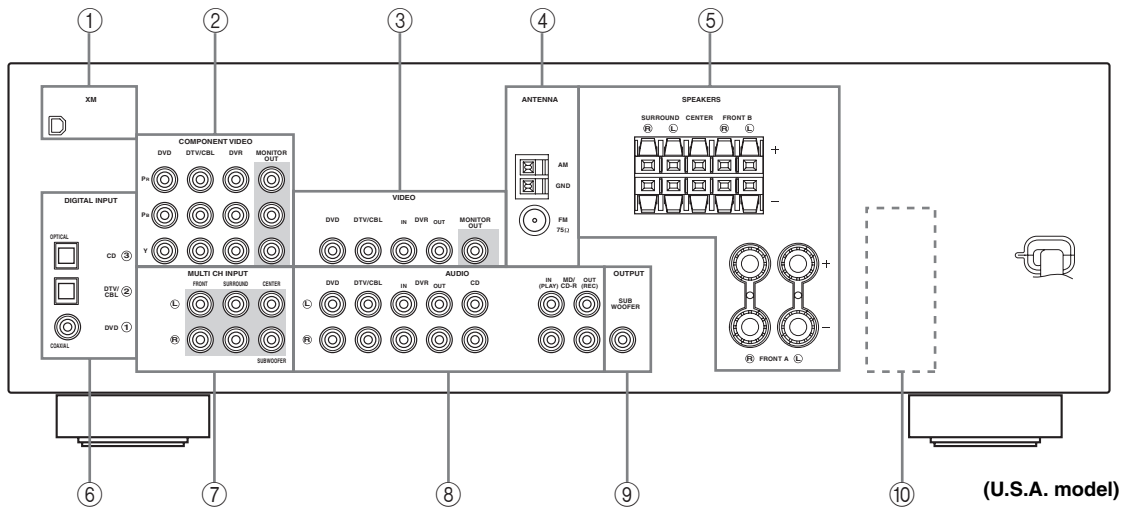 ① ② ③ ④ ⑤
XM
ANTENNA
SPEAKERS
SURROUND CENTER FRONT B
R L R L
+
−
COMPONENT VIDEO
DVD DTV/CBL DVR MONITOR OUT
PR
PB
Y
AM
GND
FM
75Ω
VIDEO
DVD DTV/CBL IN DVR OUT MONITOR OUT
DIGITAL INPUT
OPTICAL
CD ③
DTV/CBL ②
DVD ①
COAXIAL
MULTI CH INPUT
FRONT SURROUND CENTER
L
R
SUBWOOFER
AUDIO
DVD DTV/CBL IN DVR OUT CD IN (PLAY) MD/CD-R OUT (REC)
L
R
OUTPUT
SUB
WOOFER
+
−
R FRONT A L
⑥ ⑦ ⑧ ⑨ ⑩
(U.S.A. model)